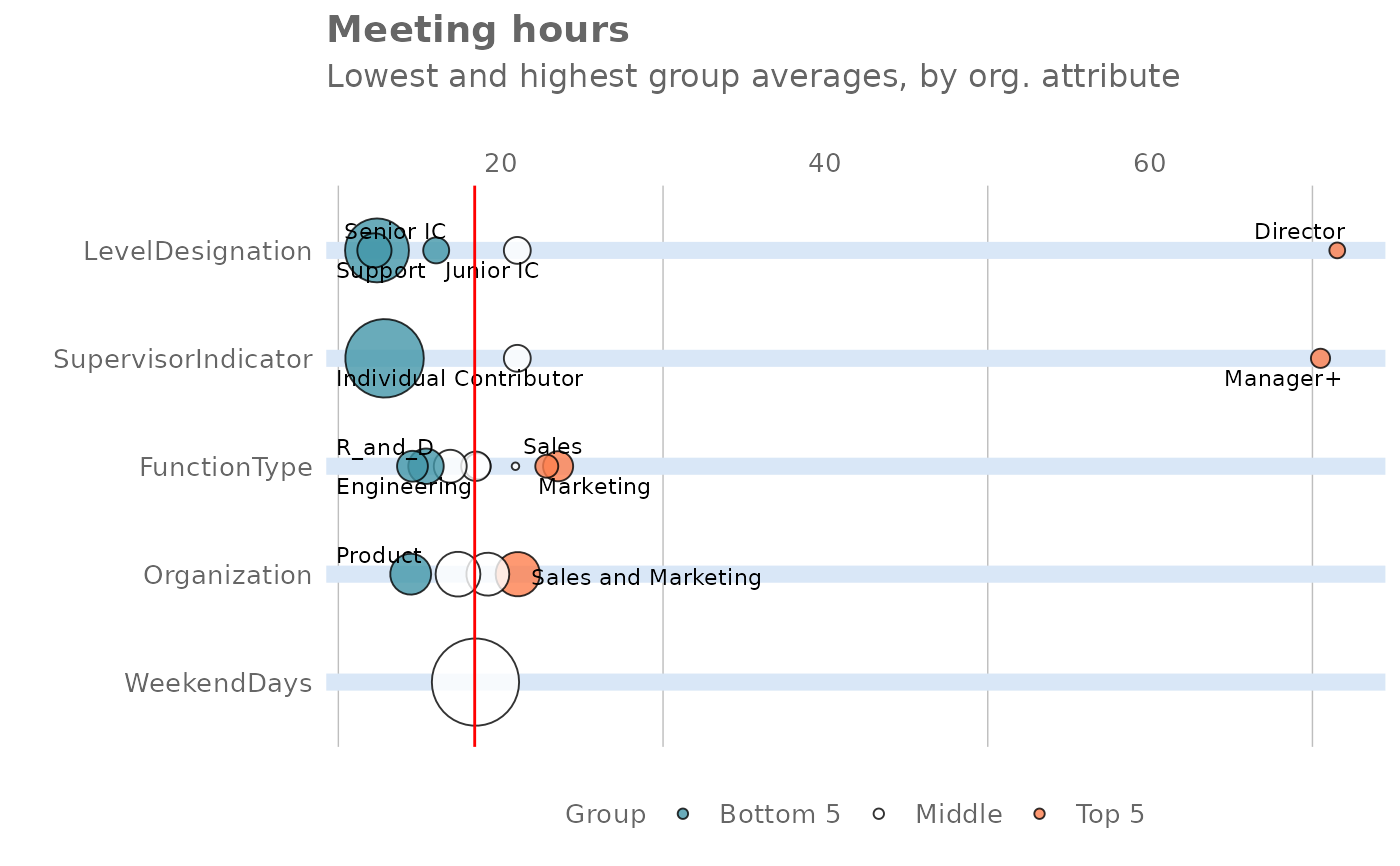 Meeting hours
Lowest and highest group averages, by org. attribute
20 40 60
Senior IC Director
LevelDesignation
Support Junior IC
SupervisorIndicator
Individual Contributor Manager+
R_and_D Sales
FunctionType
Engineering Marketing
Product
Organization Sales and Marketing
WeekendDays
Group Bottom 5 Middle Top 5